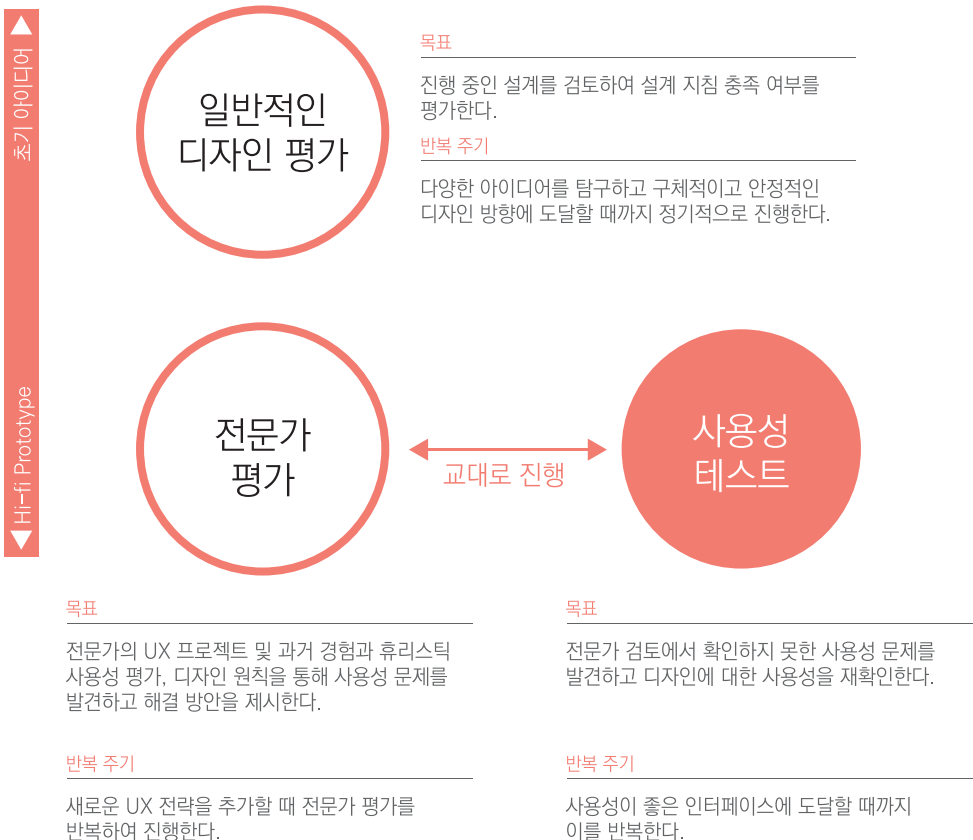 초기 아이디어
일반적인
디자인 평가
목표
진행 중인 설계를 검토하여 설계 지침 충족 여부를
평가한다.
반복 주기
다양한 아이디어를 탐구하고 구체적이고 안정적인
디자인 방향에 도달할 때까지 정기적으로 진행한다.
Hi-fi Prototype
전문가
평가
교대로 진행
사용성
테스트
목표
전문가의 UX 프로젝트 및 과거 경험과 휴리스틱
사용성 평가, 디자인 원칙을 통해 사용성 문제를
발견하고 해결 방안을 제시한다.
반복 주기
새로운 UX 전략을 추가할 때 전문가 평가를
반복하여 진행한다.
목표
전문가 검토에서 확인하지 못한 사용성 문제를
발견하고 디자인에 대한 사용성을 재확인한다.
반복 주기
사용성이 좋은 인터페이스에 도달할 때까지
이를 반복한다.